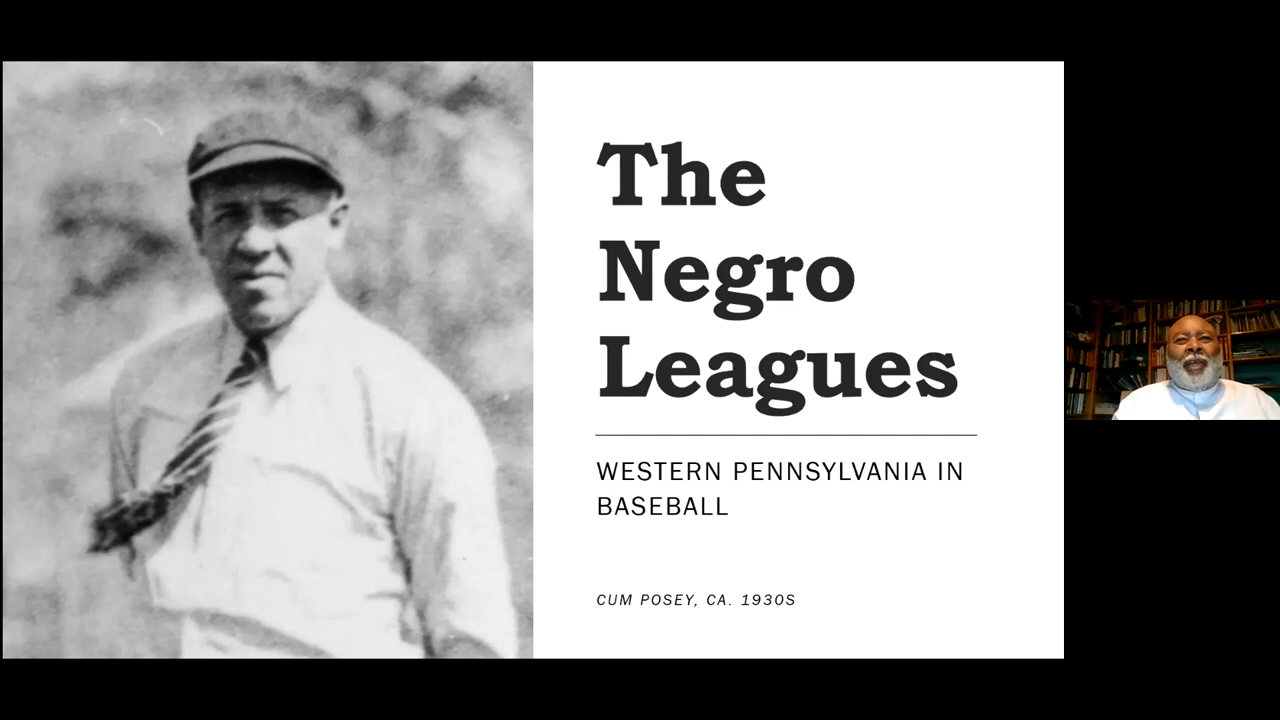 The
Negro
Leagues
WESTERN PENNSYLVANIA IN
BASEBALL
CUM POSEY, CA. 1930S